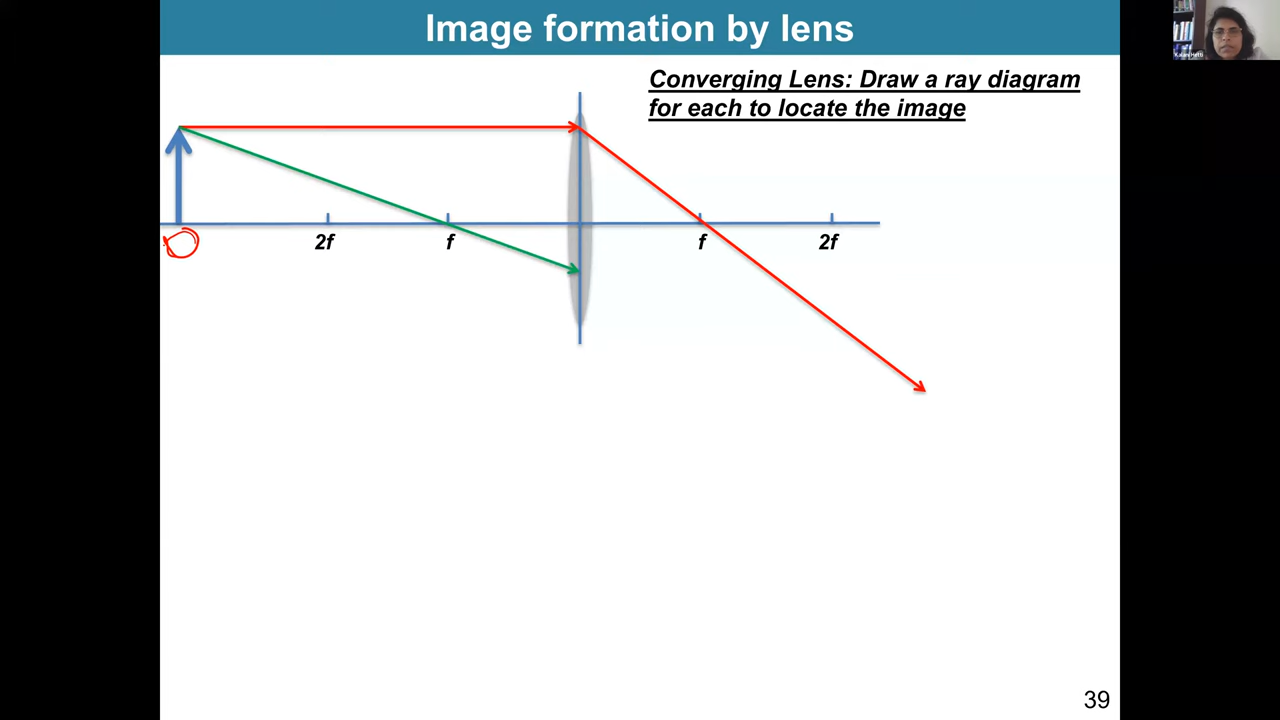 Image formation by lens
Converging Lens: Draw a ray diagram
for each to locate the image
2f
f
f
2f
O
39